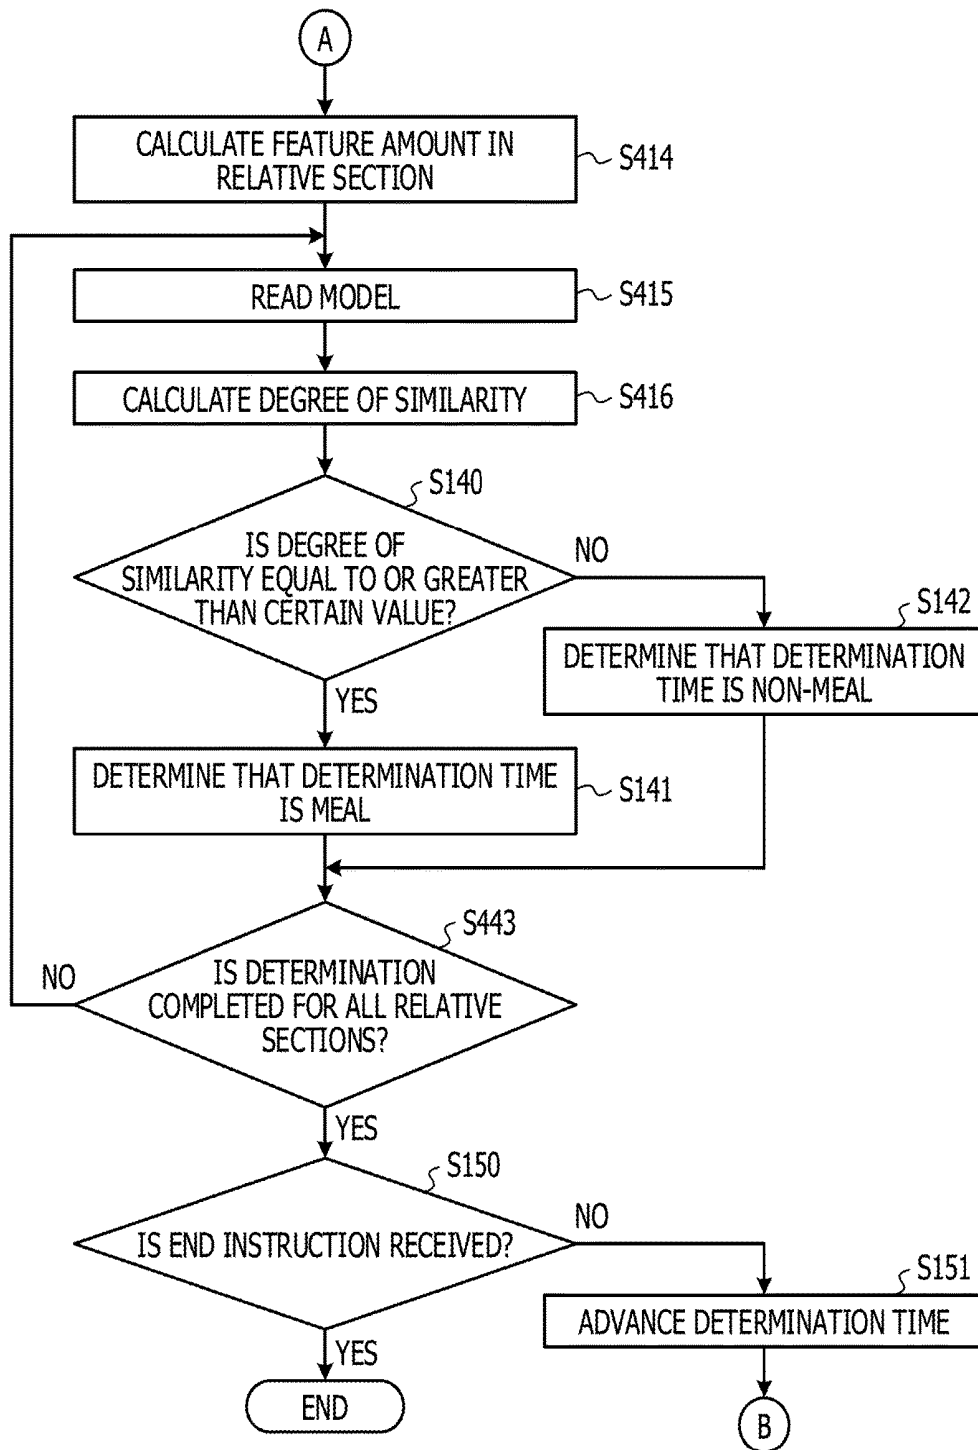 A
CALCULATE FEATURE AMOUNT IN
RELATIVE SECTION
S414
READ MODEL
S415
CALCULATE DEGREE OF SIMILARITY
S416
S140
IS DEGREE OF
SIMILARITY EQUAL TO OR GREATER
THAN CERTAIN VALUE?
NO
YES
S142
DETERMINE THAT DETERMINATION
TIME IS NON-MEAL
DETERMINE THAT DETERMINATION TIME
IS MEAL
S141
S443
IS DETERMINATION
COMPLETED FOR ALL RELATIVE
SECTIONS?
NO
YES
S150
IS END INSTRUCTION RECEIVED?
NO
S151
ADVANCE DETERMINATION TIME
YES
END
B